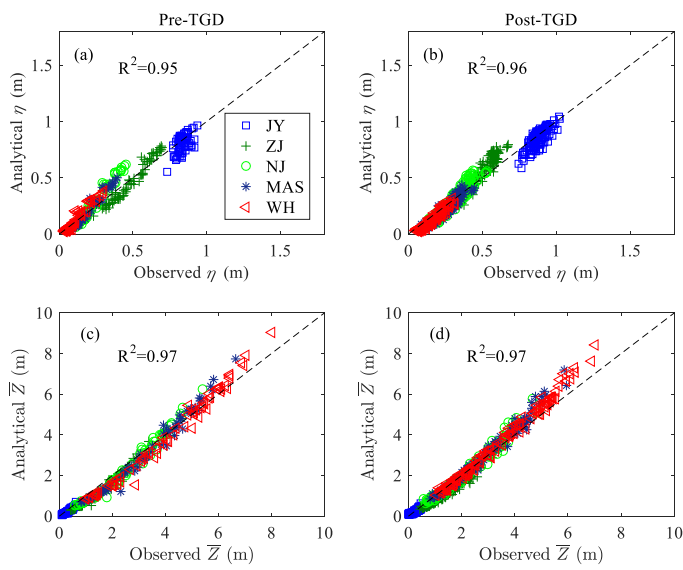 Pre-TGD
Post-TGD
(a)
R²=0.95
1.5
1
0.5
0
0 0.5 1 1.5
Analytical η (m)
Observed η (m)
JY
ZJ
NJ
MAS
WH
(b)
R²=0.96
1.5
1
0.5
0
0 0.5 1 1.5
Analytical η (m)
Observed η (m)
(c)
R²=0.97
10
8
6
4
2
0
0 2 4 6 8 10
Analytical Z̅ (m)
Observed Z̅ (m)
(d)
R²=0.97
10
8
6
4
2
0
0 2 4 6 8 10
Analytical Z̅ (m)
Observed Z̅ (m)